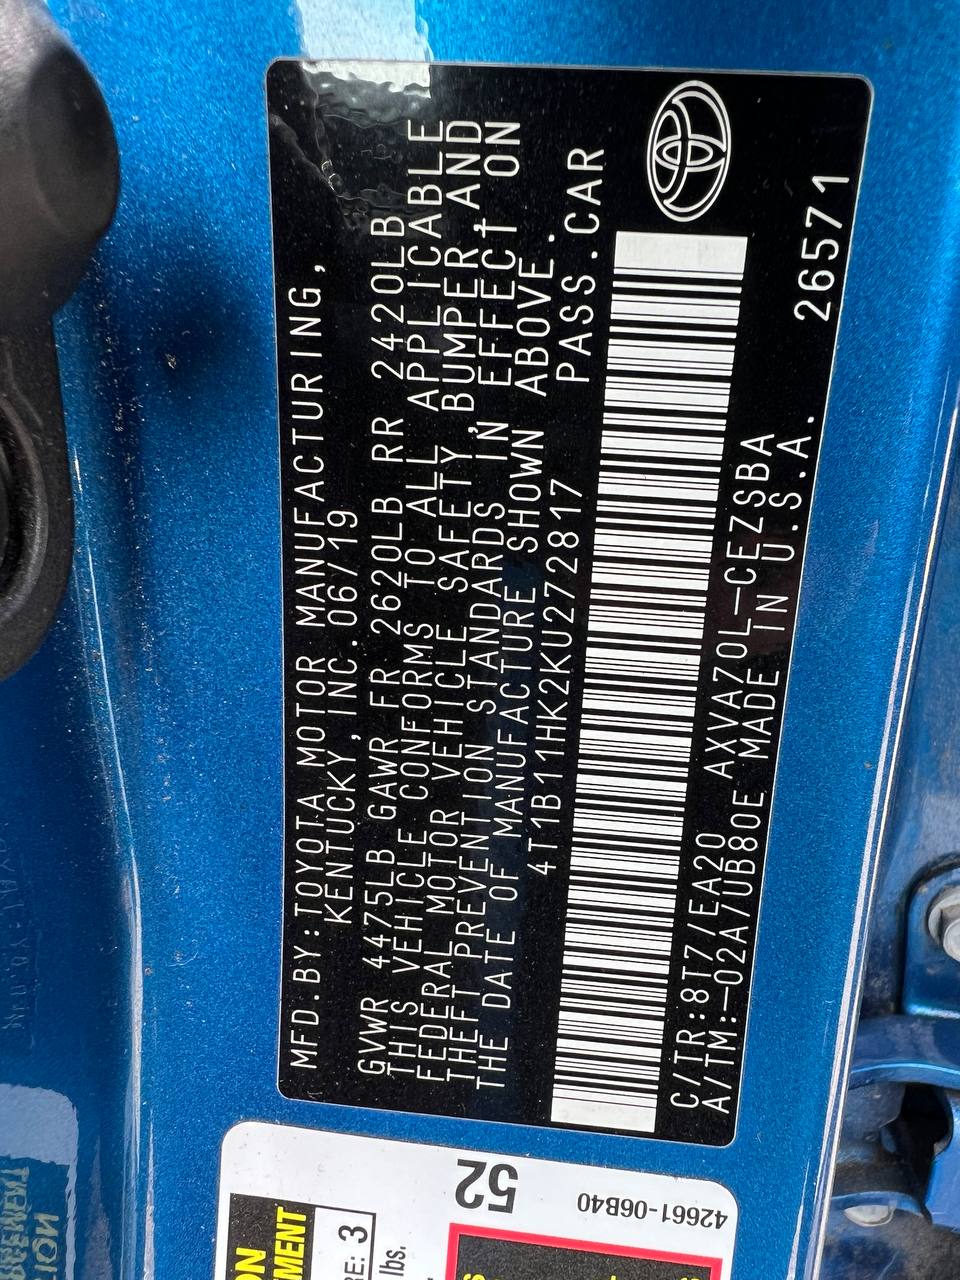 MFD.BY:TOYOTA MOTOR MANUFACTURING,
KENTUCKY, INC.06/19
GVWR 4475LB GAWR FR 2620LB RR 2420LB
THIS VEHICLE CONFORMS TO ALL APPLICABLE
FEDERAL MOTOR VEHICLE SAFETY, BUMPER, AND
THEFT PREVENTION STANDARDS IN EFFECT ON
THE DATE OF MANUFACTURE SHOWN ABOVE.
4T1B11HK2KU272817 PASS.CAR
C/TR:8T7/EA20 AXVA70L-CEZSBA
A/TM:-02A/UB80E MADE IN U.S.A. 26571
52
42661-06B40
3
lbs.